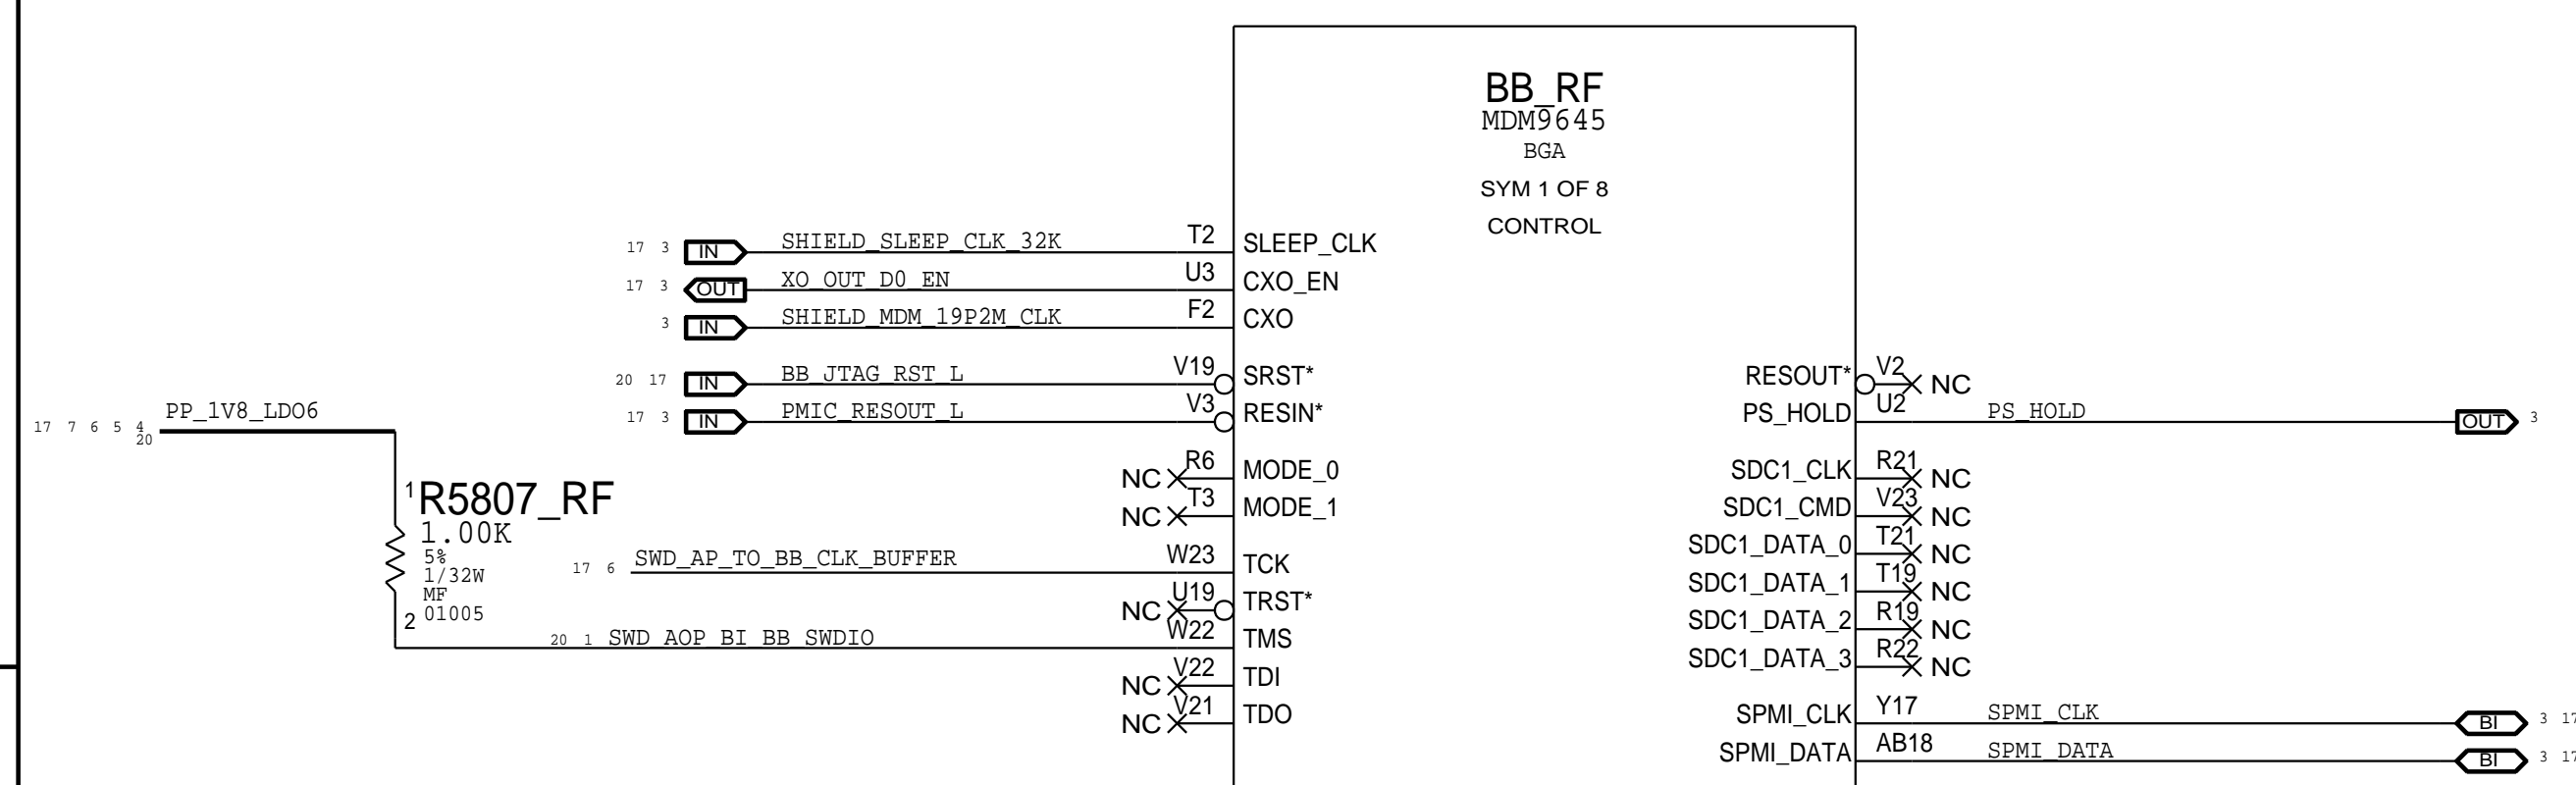 BB_RF
MDM9645
BGA
SYM 1 OF 8
CONTROL
17 3 IN SHIELD_SLEEP_CLK_32K T2 SLEEP_CLK
17 3 OUT XO_OUT_D0_EN U3 CXO_EN
3 IN SHIELD_MDM_19P2M_CLK F2 CXO
20 17 IN BB_JTAG_RST_L V19 SRST*
RESOUT* V2 NC
17 3 IN PMIC_RESOUT_L V3 RESIN*
PS_HOLD U2 PS_HOLD OUT 3
17 7 6 5 4 PP_1V8_LDO6
20
NC R6 MODE_0
SDC1_CLK R21 NC
NC T3 MODE_1
SDC1_CMD V23 NC
1 R5807_RF
1.00K
5%
1/32W
MF
2 01005
SDC1_DATA_0 T21 NC
17 6 SWD_AP_TO_BB_CLK_BUFFER W23 TCK
SDC1_DATA_1 T19 NC
NC U19 TRST*
SDC1_DATA_2 R19 NC
20 1 SWD_AOP_BI_BB_SWDIO W22 TMS
SDC1_DATA_3 R22 NC
NC V22 TDI
NC V21 TDO
SPMI_CLK Y17 SPMI_CLK BI 3 17
SPMI_DATA AB18 SPMI_DATA BI 3 17